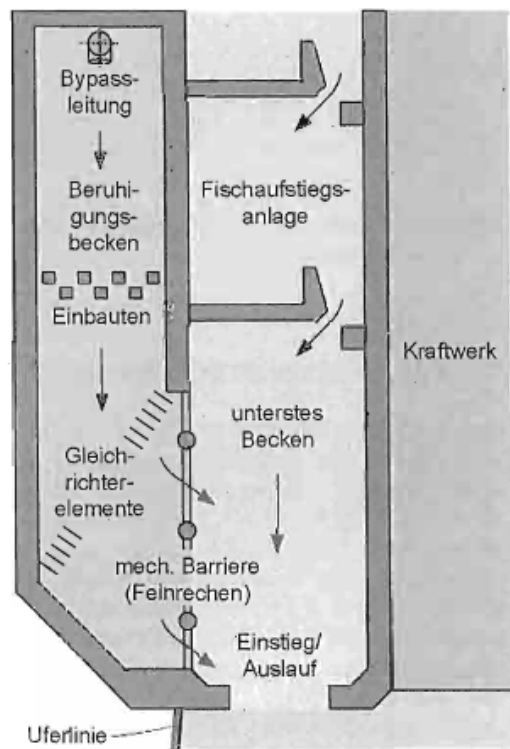 Bypass-
leitung
Beruhi-
gungs-
becken
Einbauten
Gleich-
richter-
elemente
mech. Barriere
(Feinrechen)
Fischaufstiegs-
anlage
unterstes
Becken
Einstieg/
Auslauf
Kraftwerk
Uferlinie